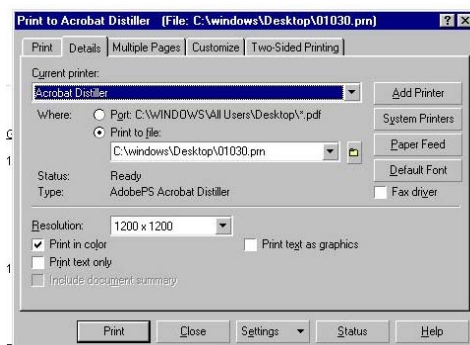 Print to Acrobat Distiller (File: C:\windows\Desktop\01030.prn)
Print Details Multiple Pages Customize Two-Sided Printing
Current printer:
Acrobat Distiller
Add Printer
Where: Port: C:\WINDOWS\All Users\Desktop\*.pdf
System Printers
Print to file:
C:\windows\Desktop\01030.prn
Paper Feed
Status: Ready
Default Font
Type: AdobePS Acrobat Distiller
Fax driver
Resolution: 1200 x 1200
Print in color Print text as graphics
Print text only
Include document summary
Print Close Settings Status Help